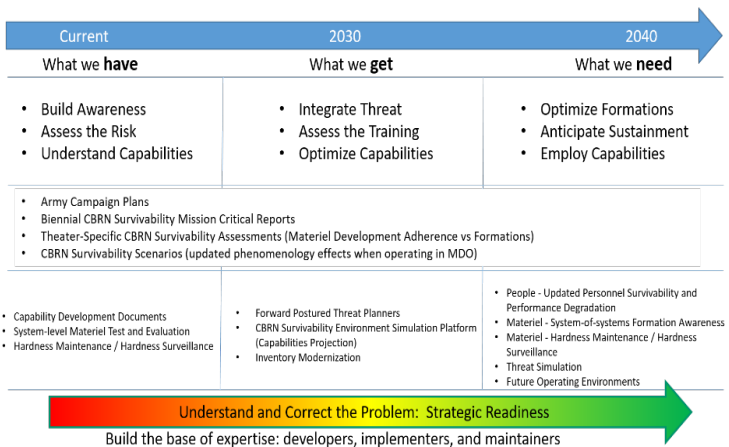 Current 2030 2040
What we have What we get What we need
• Build Awareness
• Assess the Risk
• Understand Capabilities
• Integrate Threat
• Assess the Training
• Optimize Capabilities
• Optimize Formations
• Anticipate Sustainment
• Employ Capabilities
• Army Campaign Plans
• Biennial CBRN Survivability Mission Critical Reports
• Theater-Specific CBRN Survivability Assessments (Materiel Development Adherence vs Formations)
• CBRN Survivability Scenarios (updated phenomenology effects when operating in MDO)
• Capability Development Documents
• System-level Materiel Test and Evaluation
• Hardness Maintenance / Hardness Surveillance
• Forward Postured Threat Planners
• CBRN Survivability Environment Simulation Platform
(Capabilities Projection)
• Inventory Modernization
• People - Updated Personnel Survivability and
Performance Degradation
• Materiel - System-of-systems Formation Awareness
• Materiel - Hardness Maintenance / Hardness
Surveillance
• Threat Simulation
• Future Operating Environments
Understand and Correct the Problem: Strategic Readiness
Build the base of expertise: developers, implementers, and maintainers